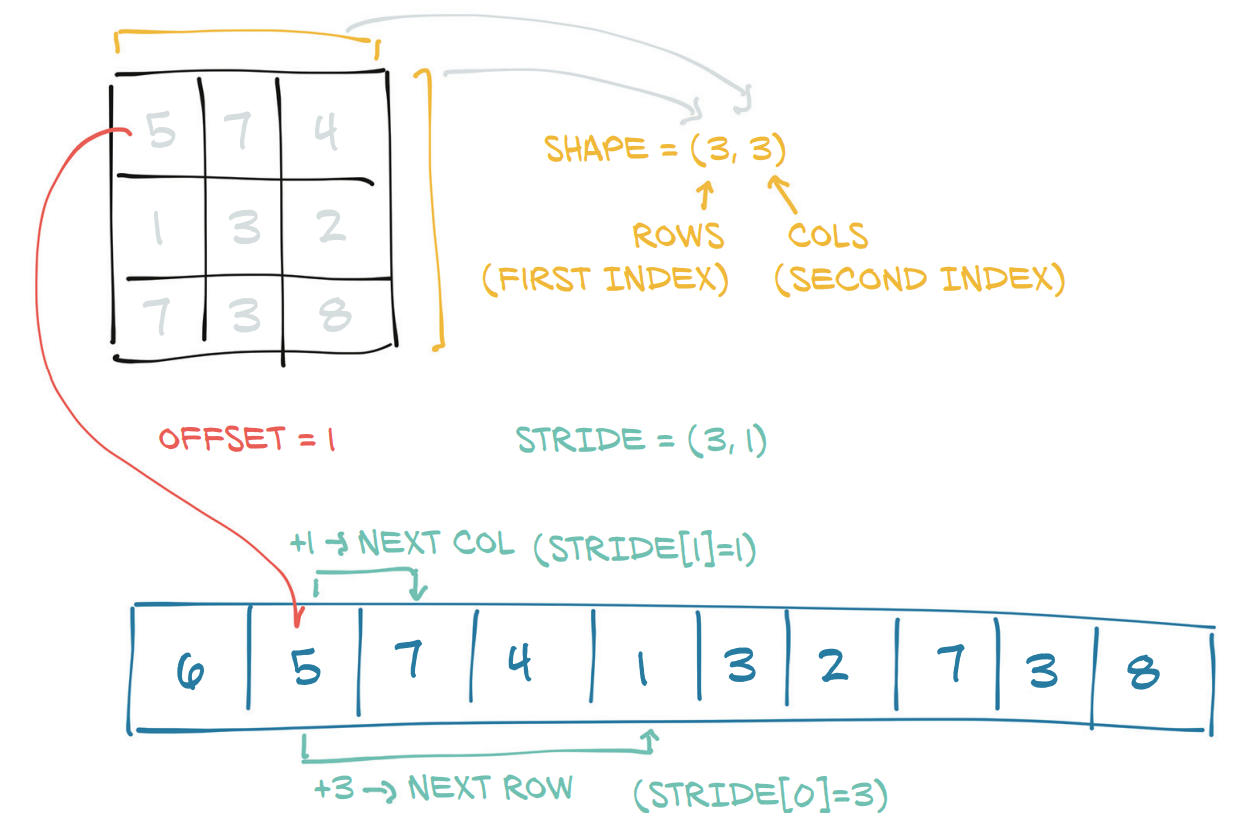 5 7 4
SHAPE = (3, 3)
1 3 2
ROWS COLS
(FIRST INDEX) (SECOND INDEX)
7 3 8
OFFSET = 1 STRIDE = (3, 1)
+1 → NEXT COL (STRIDE[1]=1)
6 5 7 4 1 3 2 7 3 8
+3 → NEXT ROW (STRIDE[0]=3)